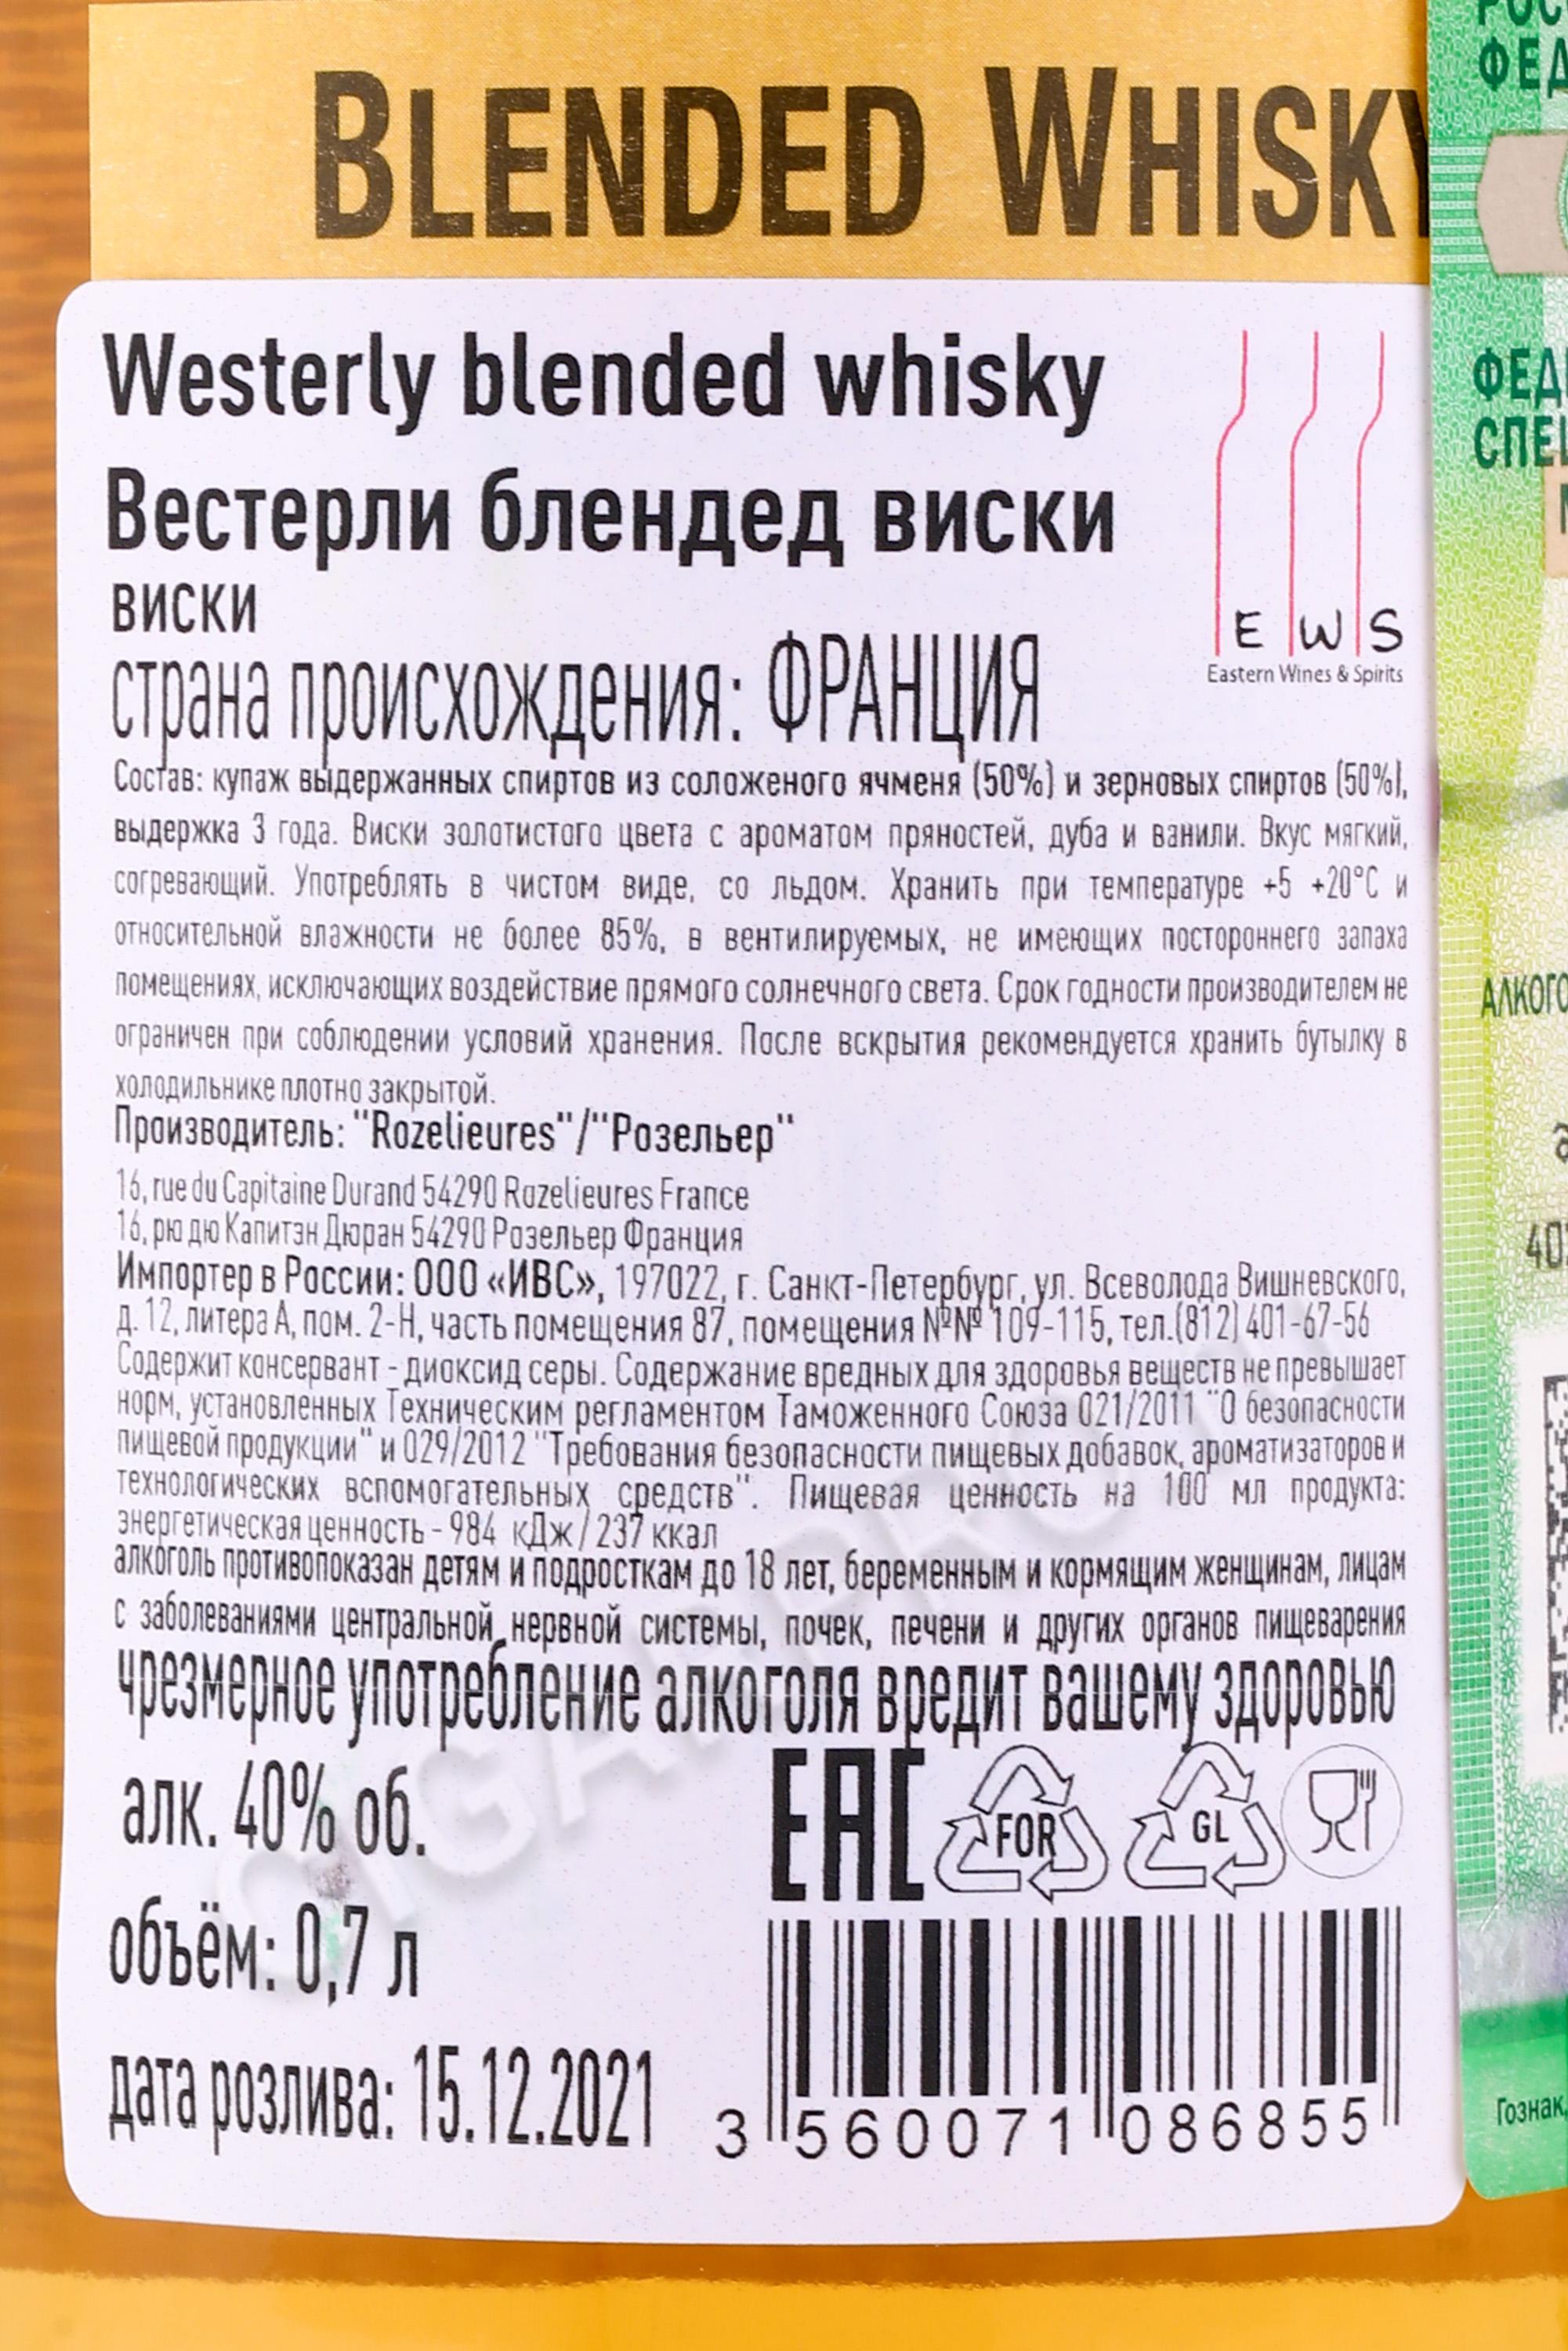 BLENDED WHISKY
Westerly blended whisky
Вестерли блендед виски
виски
страна происхождения: ФРАНЦИЯ
E W S
Eastern Wines & Spirits
Состав: купаж выдержанных спиртов из соложеного ячменя (50%) и зерновых спиртов (50%),
выдержка 3 года. Виски золотистого цвета с ароматом пряностей, дуба и ванили. Вкус мягкий,
согревающий. Употреблять в чистом виде, со льдом. Хранить при температуре +5 +20°С и
относительной влажности не более 85%, в вентилируемых, не имеющих постороннего запаха
помещениях, исключающих воздействие прямого солнечного света. Срок годности производителем не
ограничен при соблюдении условий хранения. После вскрытия рекомендуется хранить бутылку в
холодильнике плотно закрытой.
Производитель: "Rozelieures"/"Розельер"
16, rue du Capitaine Durand 54290 Rozelieures France
16, рю дю Капитэн Дюран 54290 Розельер Франция
Импортер в России: ООО «ИВС», 197022, г. Санкт-Петербург, ул. Всеволода Вишневского,
д. 12, литера А, пом. 2-Н, часть помещения 87, помещения №№ 109-115, тел.(812) 401-67-56
Содержит консервант - диоксид серы. Содержание вредных для здоровья веществ не превышает
норм, установленных Техническим регламентом Таможенного Союза 021/2011 "О безопасности
пищевой продукции" и 029/2012 "Требования безопасности пищевых добавок, ароматизаторов и
технологических вспомогательных средств". Пищевая ценность на 100 мл продукта:
энергетическая ценность - 984 кДж / 237 ккал
алкоголь противопоказан детям и подросткам до 18 лет, беременным и кормящим женщинам, лицам
с заболеваниями центральной нервной системы, почек, печени и других органов пищеварения
чрезмерное употребление алкоголя вредит вашему здоровью
алк. 40% об.
EAC
FOR
GL
объём: 0,7 л
дата розлива: 15.12.2021
3 560071 086855
РОС
ФЕД
ФЕД
СПЕЦ
АЛКОГО
40
Гознак,
CIGARPRO.RU